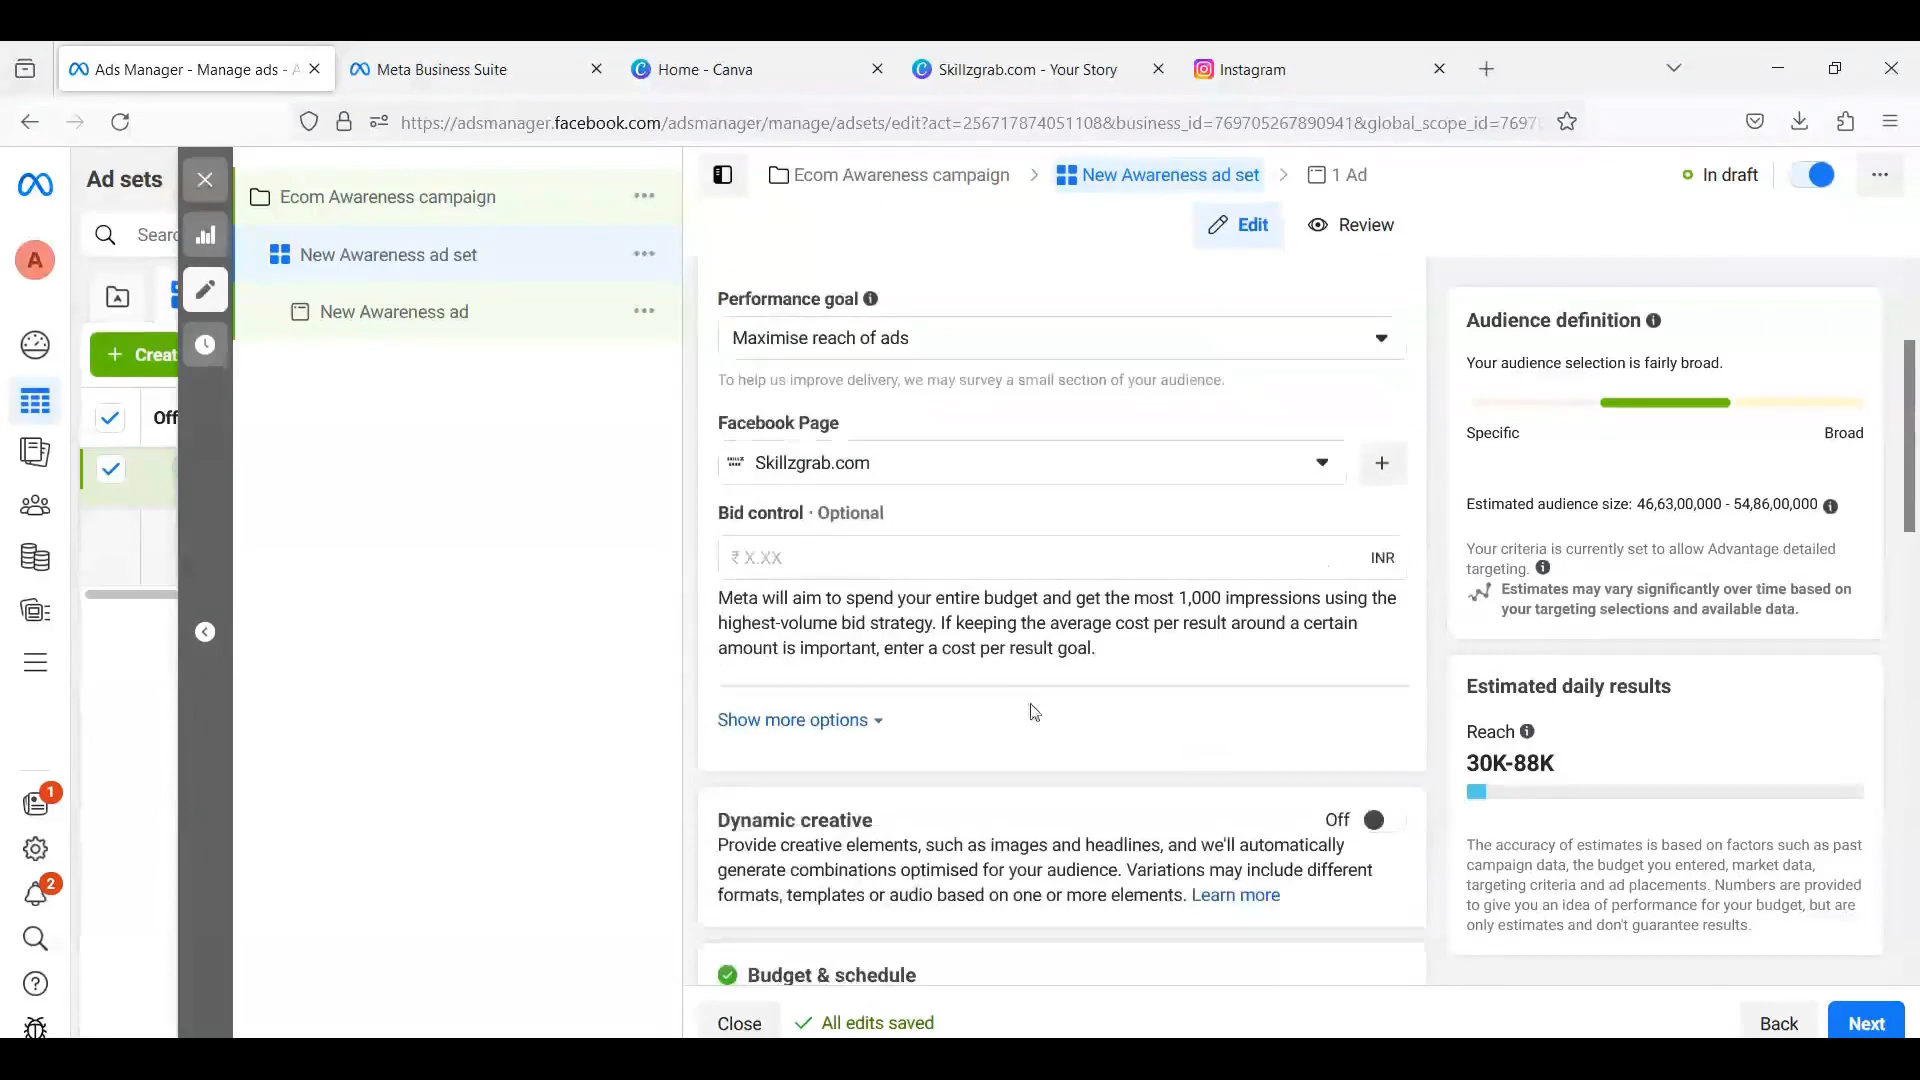 Ads Manager - Manage ads - A
Meta Business Suite
Home - Canva
Skillzgrab.com - Your Story
Instagram
https://adsmanager.facebook.com/adsmanager/manage/adsets/edit?act=256717874051108&business_id=769705267890941&global_scope_id=7697
Ad sets
A
Searc
+ Creat
Off
1
2
Ecom Awareness campaign
New Awareness ad set
New Awareness ad
Ecom Awareness campaign > New Awareness ad set > 1 Ad
In draft
Edit
Review
Performance goal
Maximise reach of ads
To help us improve delivery, we may survey a small section of your audience.
Facebook Page
Skillzgrab.com
Bid control · Optional
₹ X.XX
INR
Meta will aim to spend your entire budget and get the most 1,000 impressions using the
highest-volume bid strategy. If keeping the average cost per result around a certain
amount is important, enter a cost per result goal.
Show more options
Dynamic creative
Off
Provide creative elements, such as images and headlines, and we'll automatically
generate combinations optimised for your audience. Variations may include different
formats, templates or audio based on one or more elements. Learn more
Budget & schedule
Close
All edits saved
Back
Next
Audience definition
Your audience selection is fairly broad.
Specific
Broad
Estimated audience size: 46,63,00,000 - 54,86,00,000
Your criteria is currently set to allow Advantage detailed
targeting.
Estimates may vary significantly over time based on
your targeting selections and available data.
Estimated daily results
Reach
30K-88K
The accuracy of estimates is based on factors such as past
campaign data, the budget you entered, market data,
targeting criteria and ad placements. Numbers are provided
to give you an idea of performance for your budget, but are
only estimates and don't guarantee results.